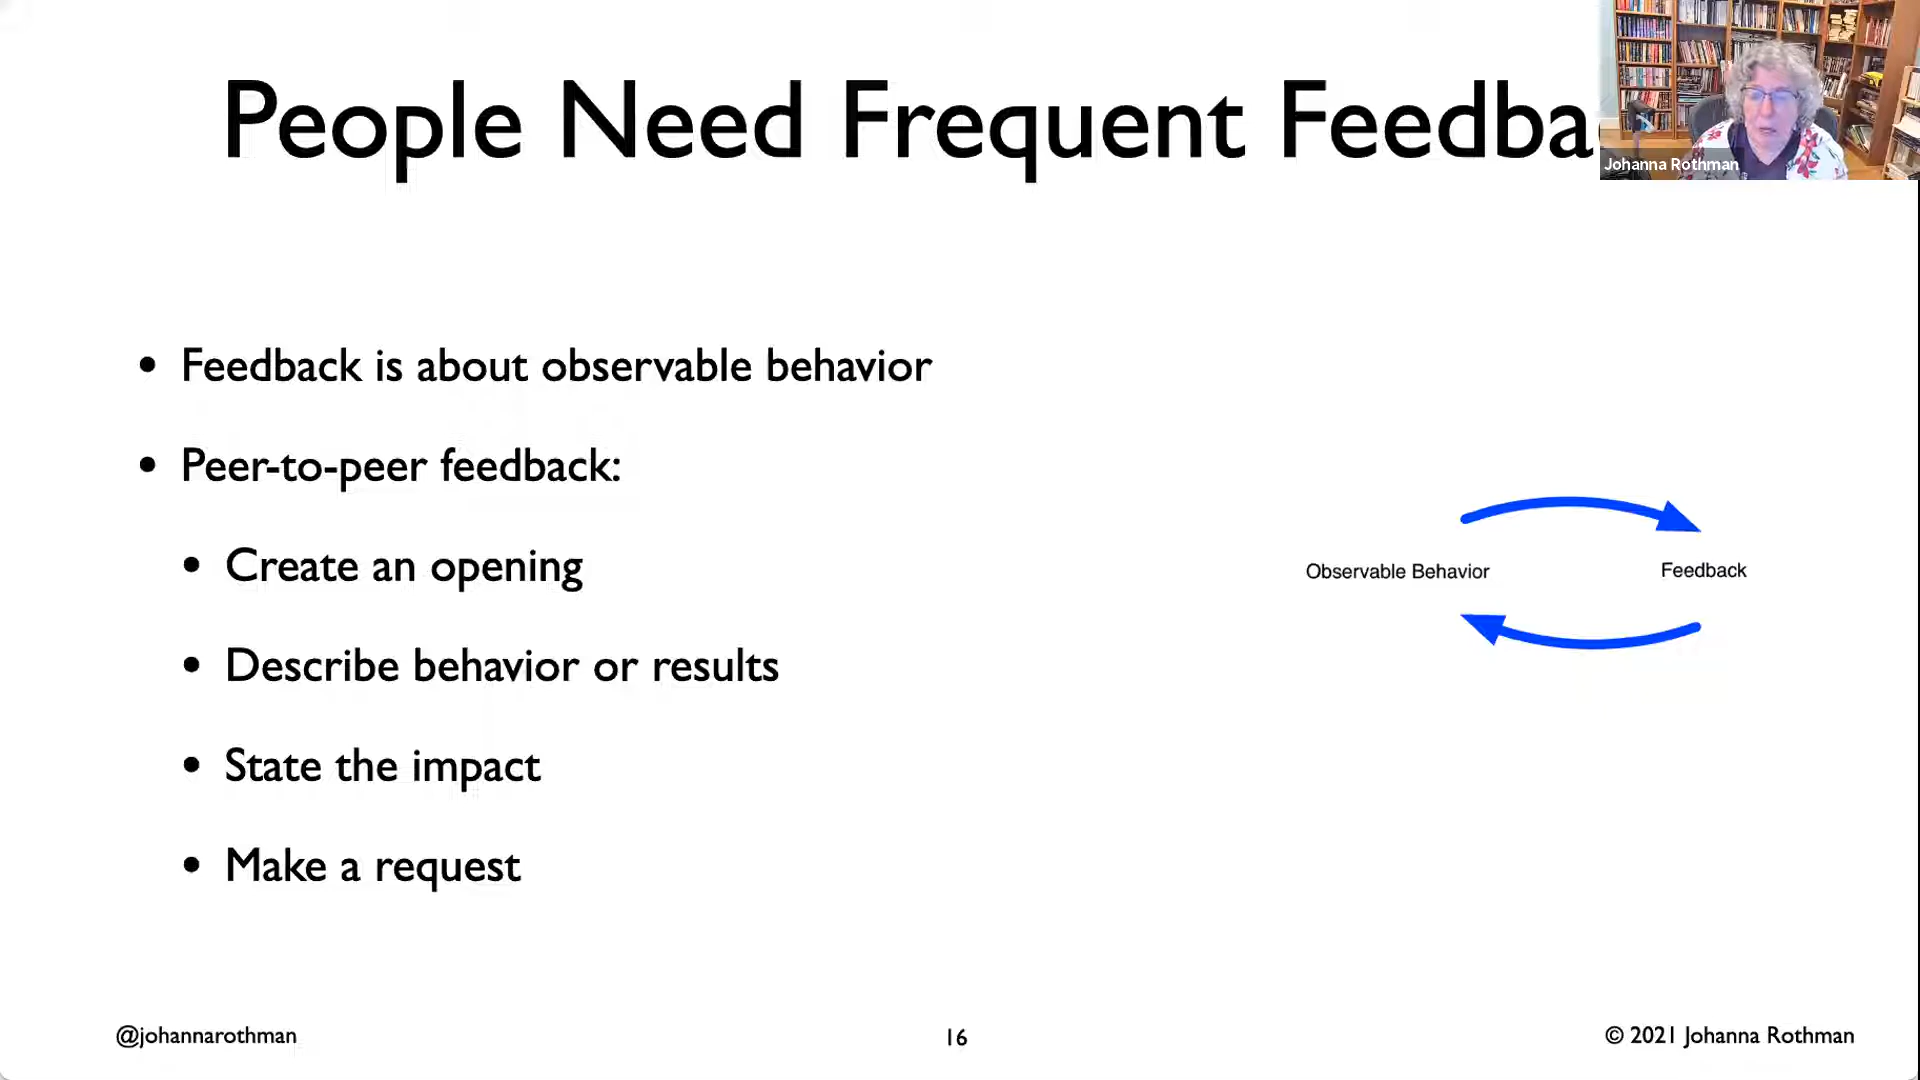 People Need Frequent Feedba
Johanna Rothman
• Feedback is about observable behavior
• Peer-to-peer feedback:
• Create an opening
• Describe behavior or results
• State the impact
• Make a request
Observable Behavior
Feedback
@johannarothman
16
© 2021 Johanna Rothman